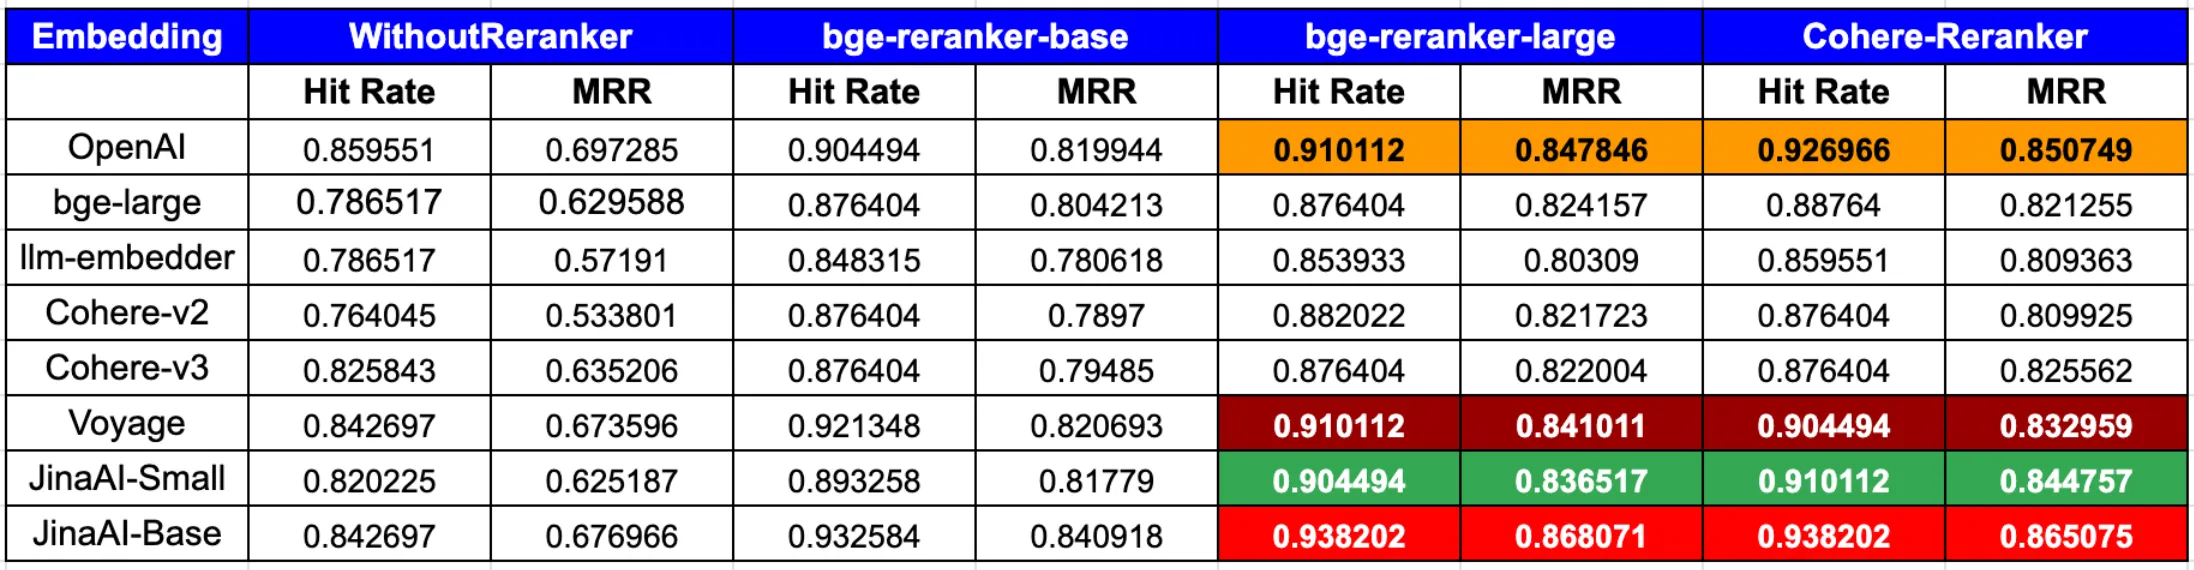 Embedding WithoutReranker bge-reranker-base bge-reranker-large Cohere-Reranker
Hit Rate MRR Hit Rate MRR Hit Rate MRR Hit Rate MRR
OpenAI 0.859551 0.697285 0.904494 0.819944 0.910112 0.847846 0.926966 0.850749
bge-large 0.786517 0.629588 0.876404 0.804213 0.876404 0.824157 0.88764 0.821255
llm-embedder 0.786517 0.57191 0.848315 0.780618 0.853933 0.80309 0.859551 0.809363
Cohere-v2 0.764045 0.533801 0.876404 0.7897 0.882022 0.821723 0.876404 0.809925
Cohere-v3 0.825843 0.635206 0.876404 0.79485 0.876404 0.822004 0.876404 0.825562
Voyage 0.842697 0.673596 0.921348 0.820693 0.910112 0.841011 0.904494 0.832959
JinaAI-Small 0.820225 0.625187 0.893258 0.81779 0.904494 0.836517 0.910112 0.844757
JinaAI-Base 0.842697 0.676966 0.932584 0.840918 0.938202 0.868071 0.938202 0.865075